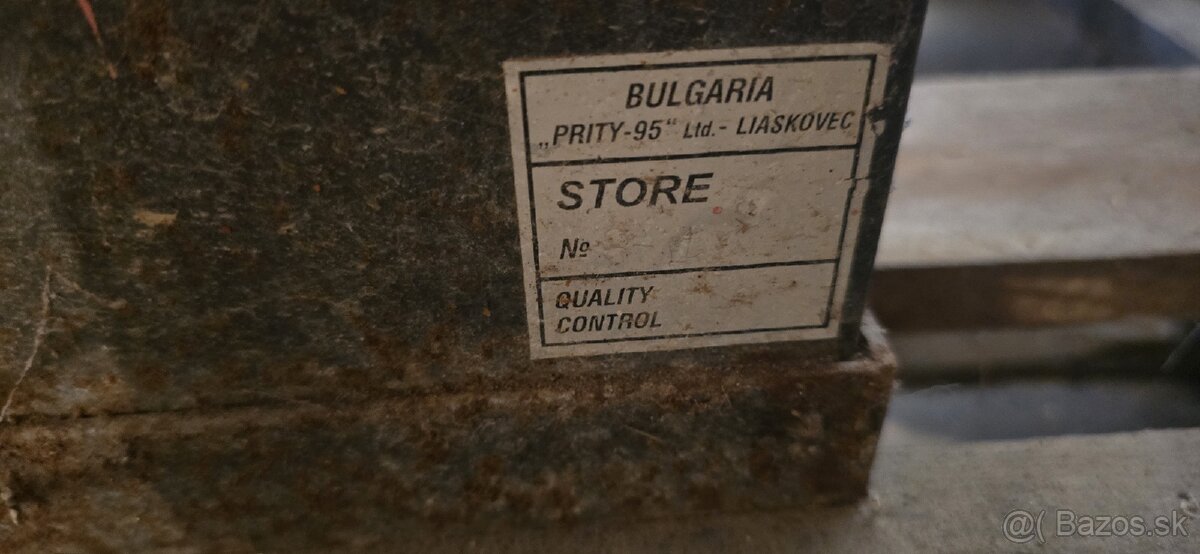 BULGARIA
„PRITY-95“ Ltd.- LIASKOVEC
STORE
№
QUALITY
CONTROL
@( Bazos.sk